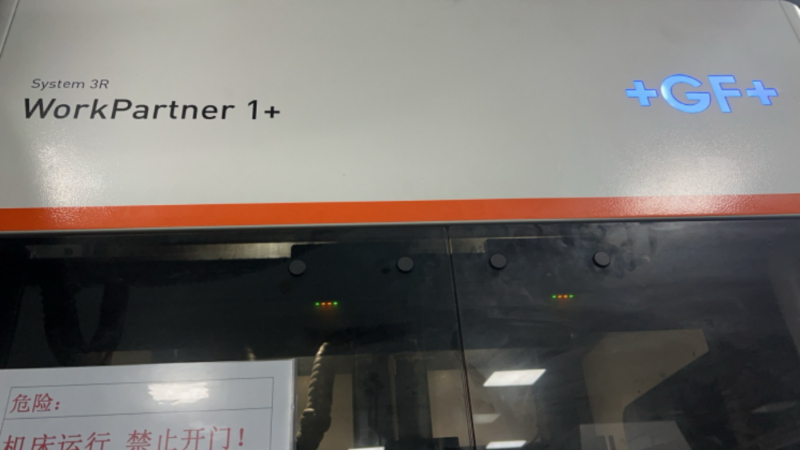 System 3R
WorkPartner 1+
+GF+
危险：
机床运行 禁止开门！